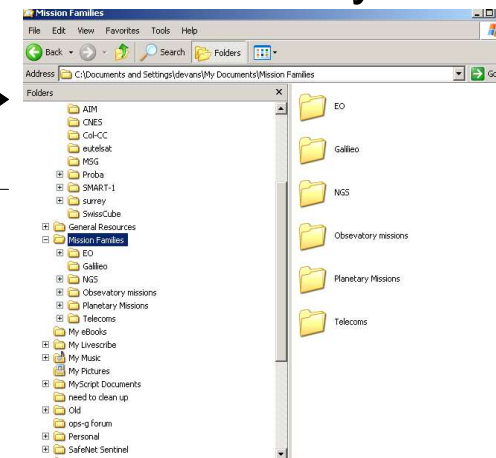 Mission Families
File Edit View Favorites Tools Help
Back Search Folders
Address C:\Documents and Settings\devans\My Documents\Mission Families Go
Folders
AIM
CNES
Col-CC
eutelsat
MSG
Proba
SMART-1
surrey
SwissCube
General Resources
Mission Families
EO
Galileo
NGS
Obsevatory missions
Planetary Missions
Telecoms
My eBooks
My Livescribe
My Music
My Pictures
MyScript Documents
need to clean up
Old
ops-g forum
Personal
SafeNet Sentinel
EO
Galileo
NGS
Obsevatory missions
Planetary Missions
Telecoms